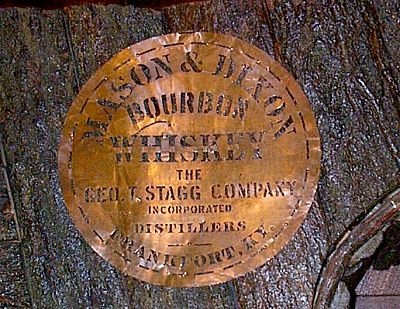 MASON & DIXON
BOURBON
WHISKEY
THE
GEO. T. STAGG COMPANY
INCORPORATED
DISTILLERS
FRANKFORT, KY.